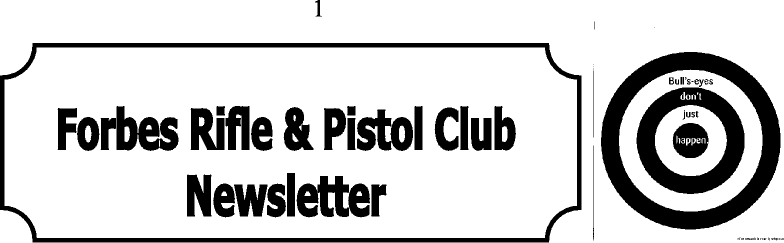 1
Forbes Rifle & Pistol Club
Newsletter
Bull's-eyes
don't
just
happen.